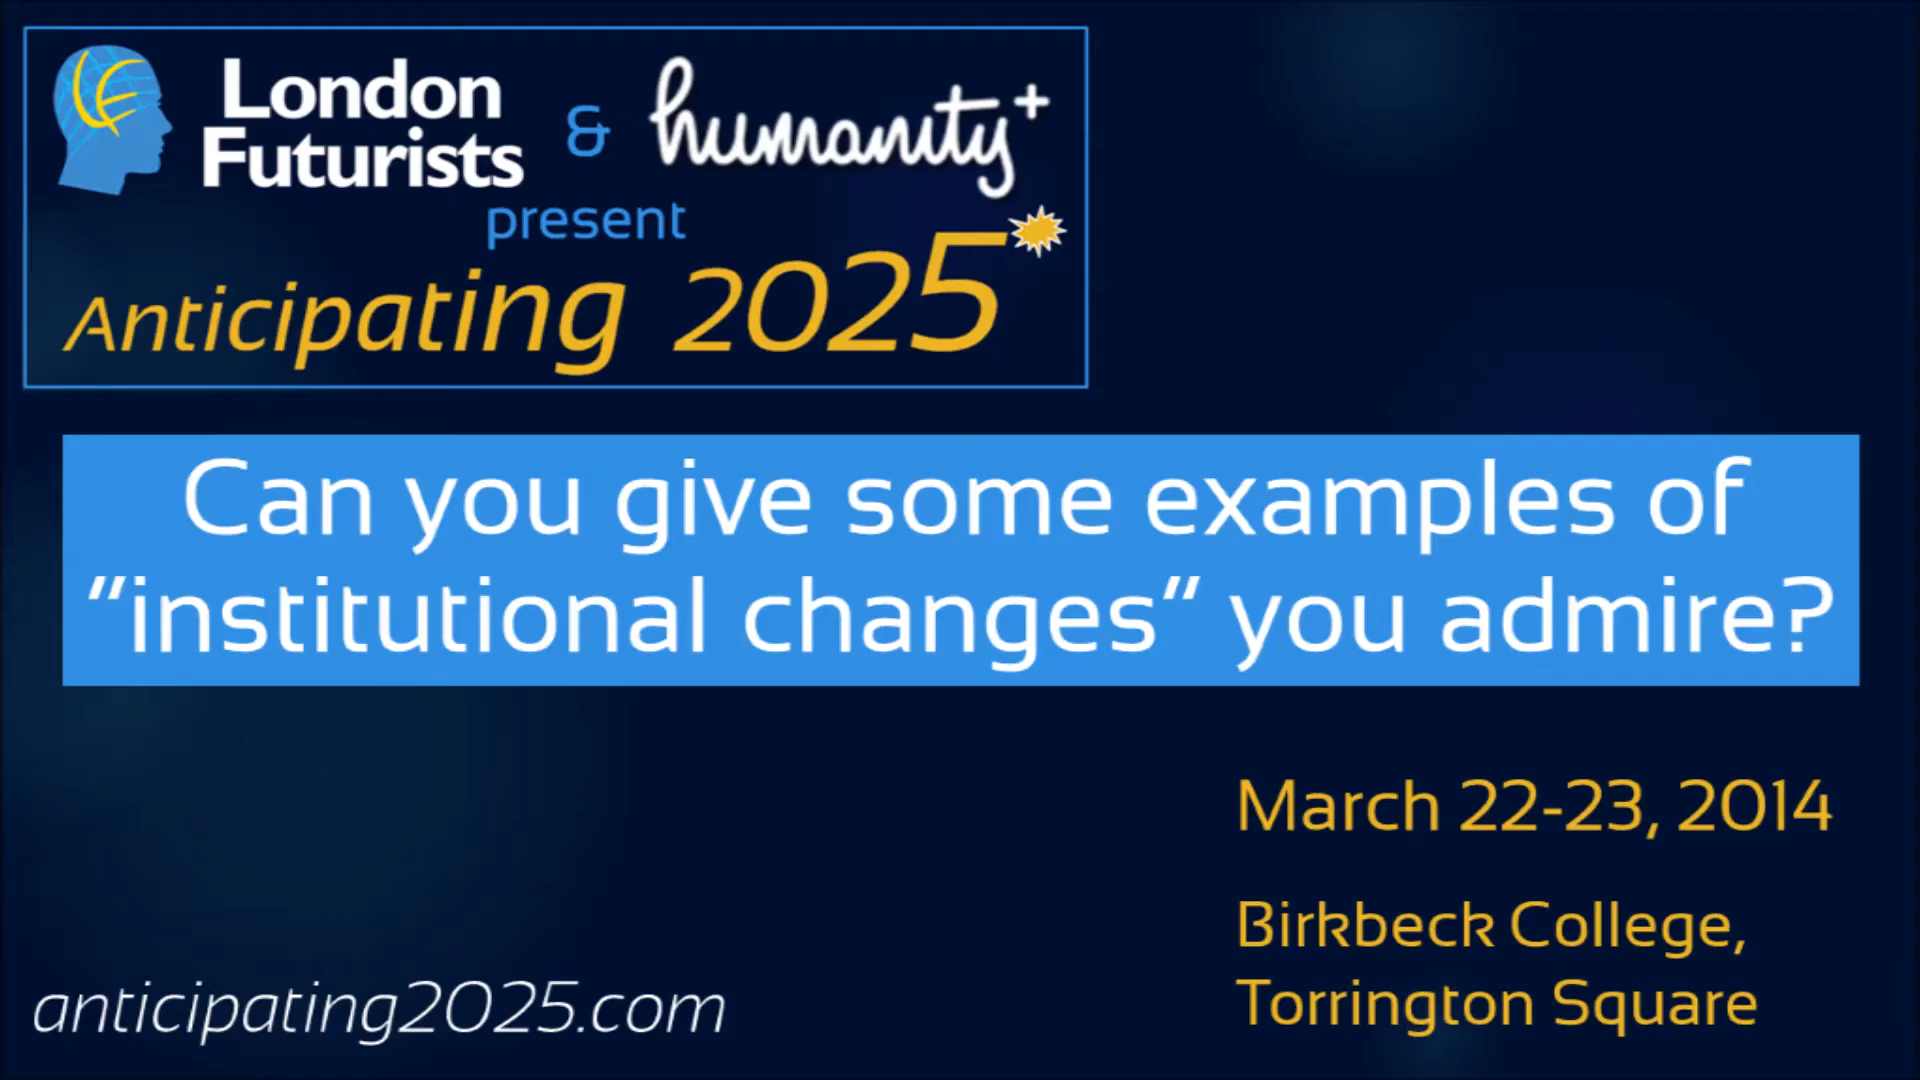 London
Futurists
& humanity+
present
Anticipating 2025
Can you give some examples of
"institutional changes" you admire?
March 22-23, 2014
Birkbeck College,
Torrington Square
anticipating2025.com